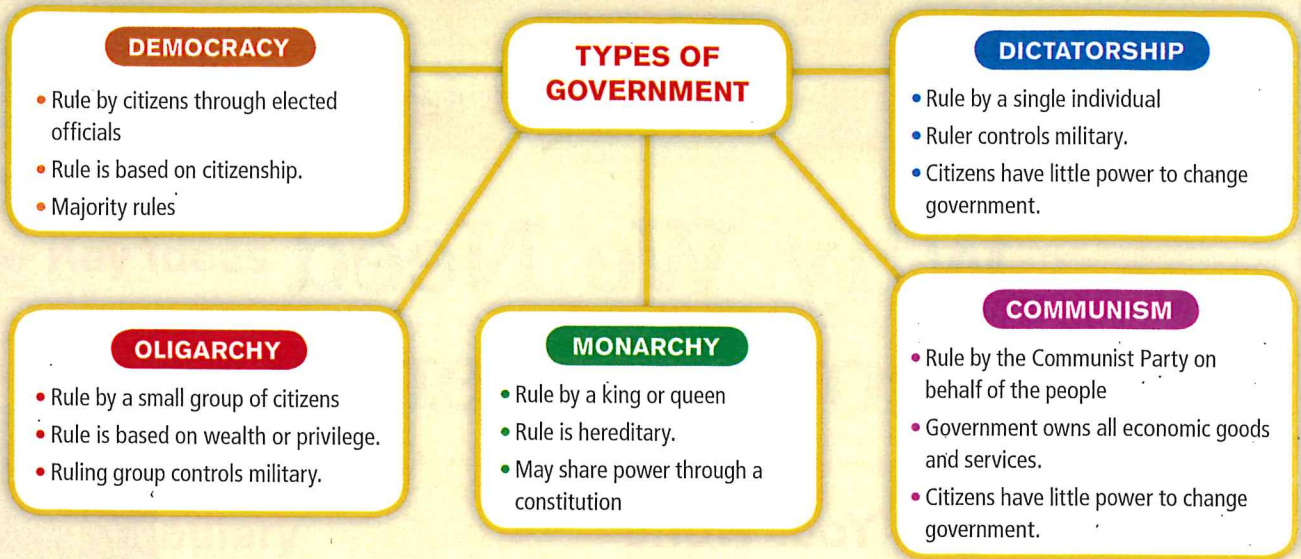 TYPES OF
GOVERNMENT
DEMOCRACY
• Rule by citizens through elected
officials
• Rule is based on citizenship.
• Majority rules
DICTATORSHIP
• Rule by a single individual
• Ruler controls military.
• Citizens have little power to change
government.
OLIGARCHY
• Rule by a small group of citizens
• Rule is based on wealth or privilege.
• Ruling group controls military.
MONARCHY
• Rule by a king or queen
• Rule is hereditary.
• May share power through a
constitution
COMMUNISM
• Rule by the Communist Party on
behalf of the people
• Government owns all economic goods
and services.
• Citizens have little power to change
government.